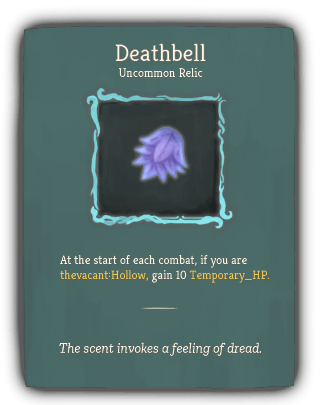 Deathbell
Uncommon Relic
At the start of each combat, if you are
thevacant:Hollow, gain 10 Temporary_HP.
The scent invokes a feeling of dread.